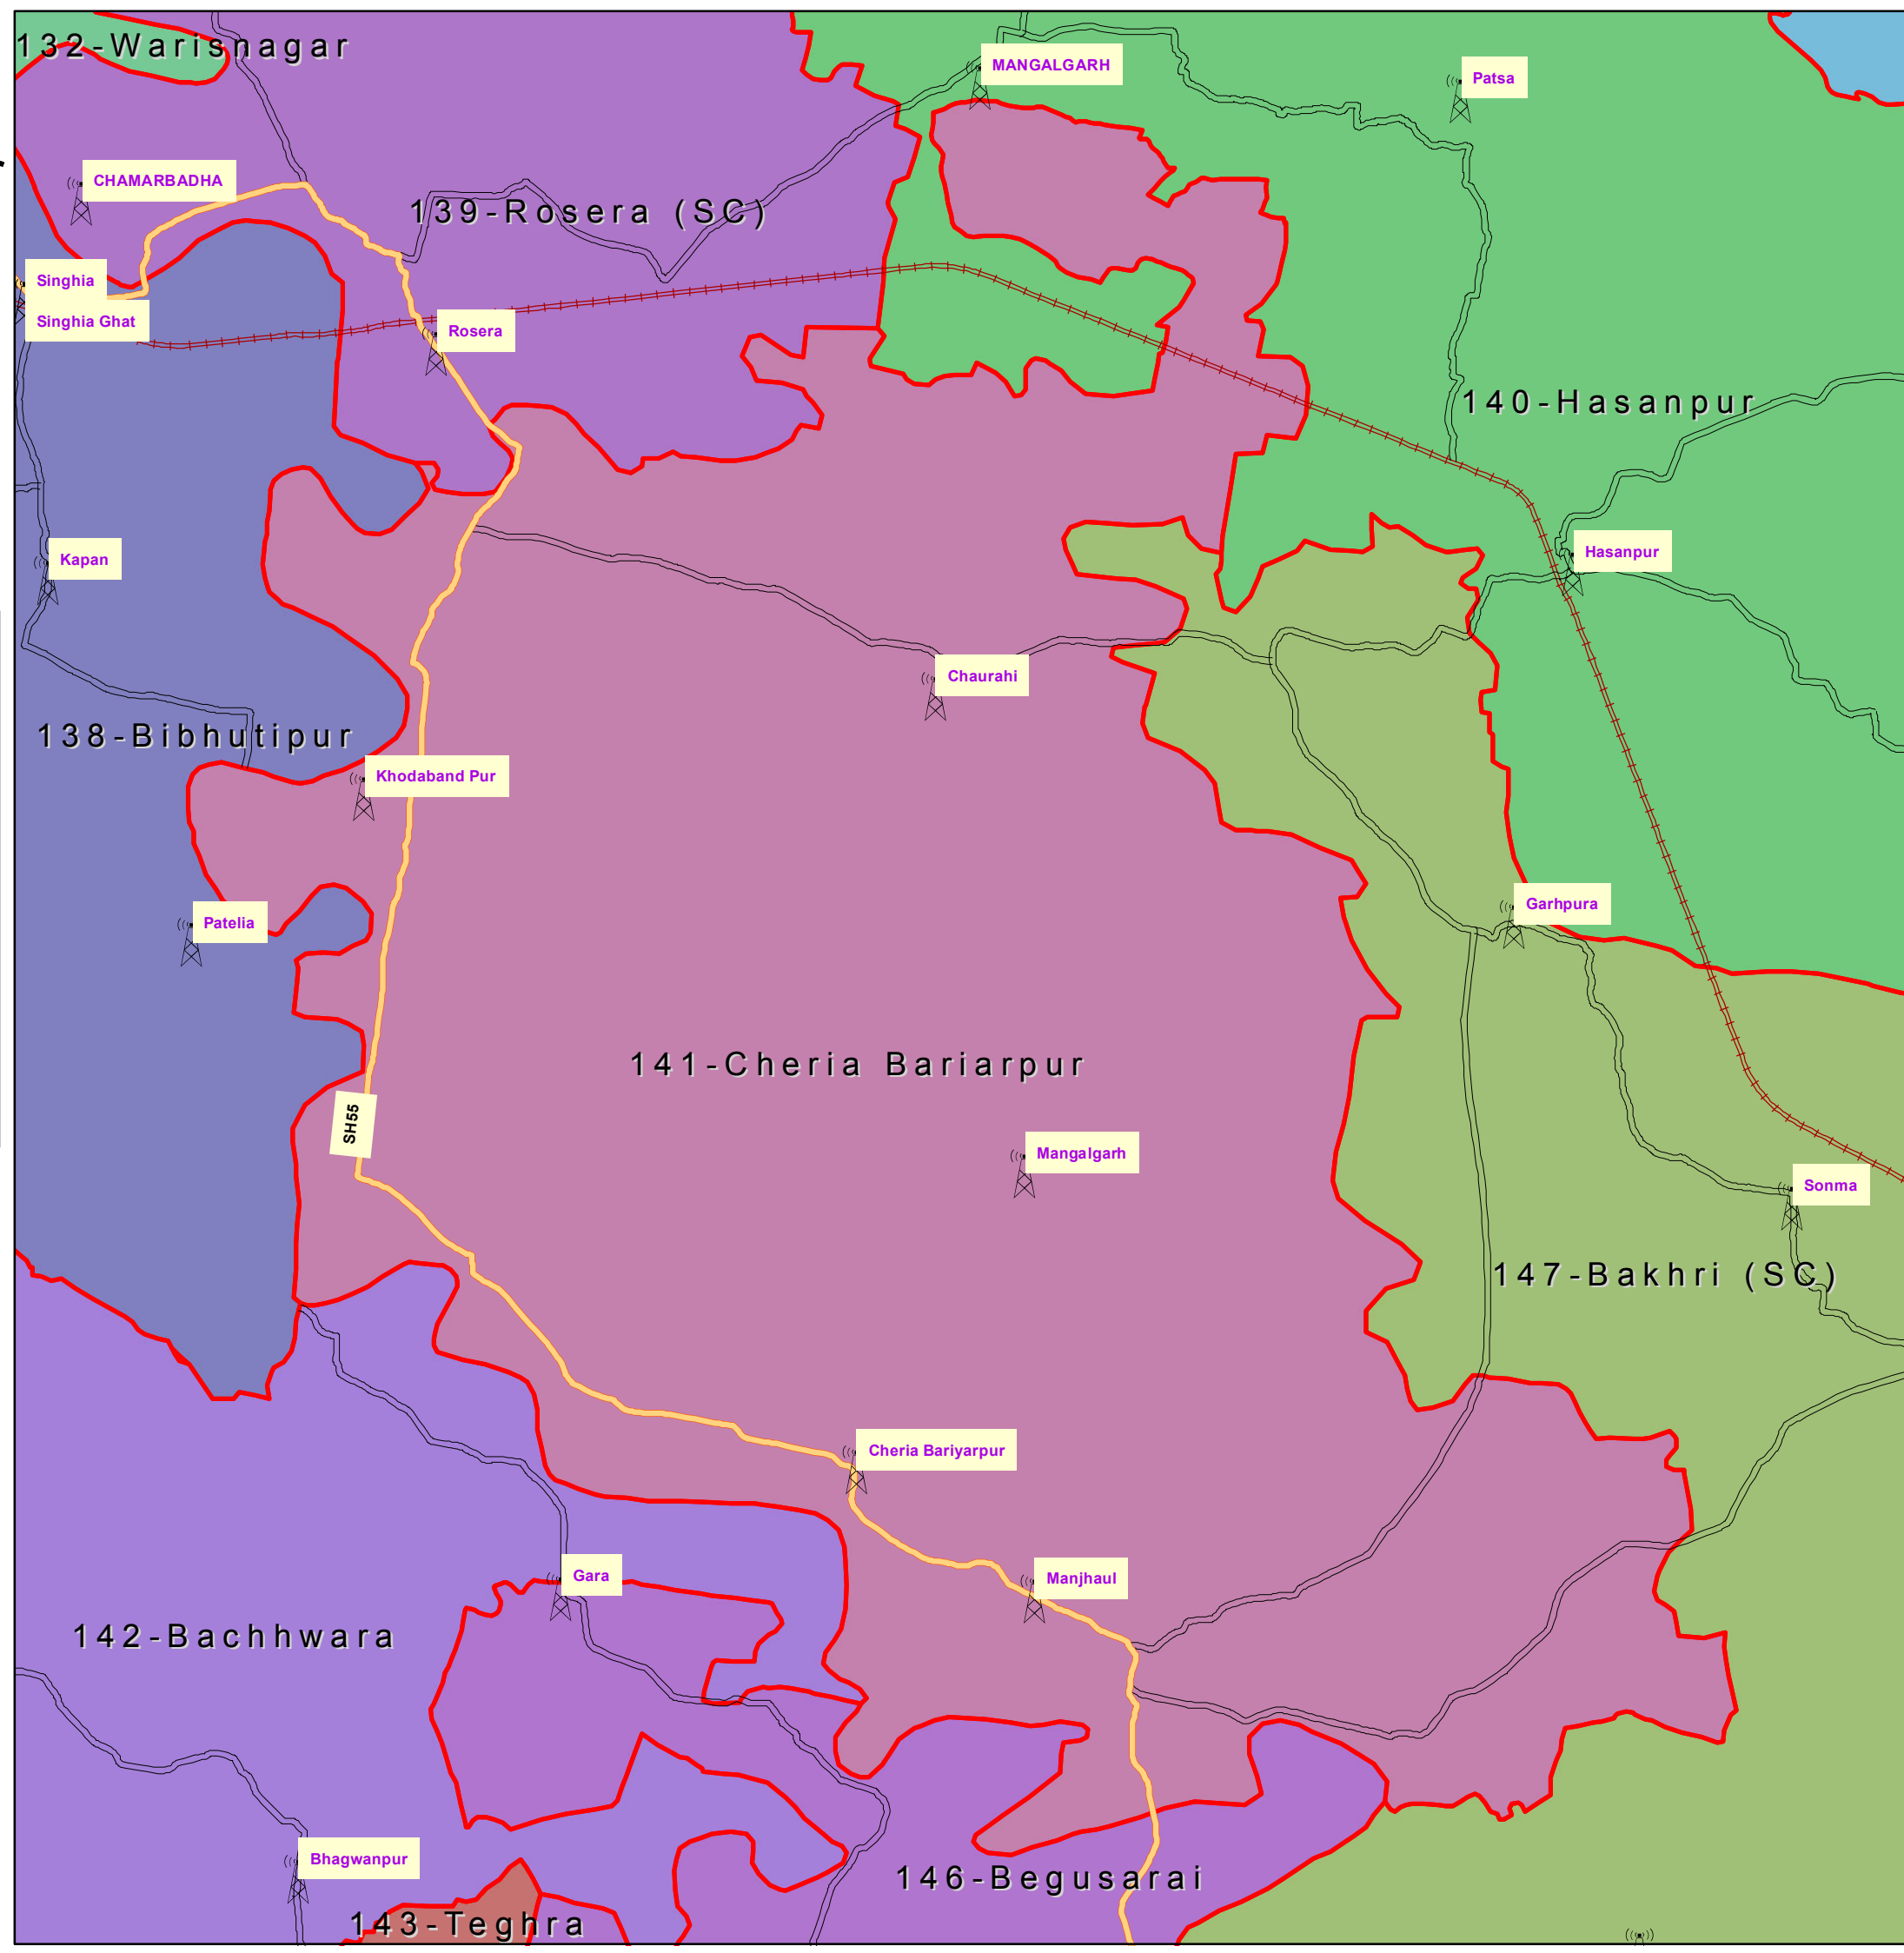 132-Warisnagar
MANGALGARH
Patsa
CHAMARBADHA
139-Rosera (SC)
Singhia
Singhia Ghat
Rosera
140-Hasanpur
Kapan
Hasanpur
Chaurahi
138-Bibhutipur
Khodaband Pur
Garhpura
Patelia
141-Cheria Bariarpur
SH55
Mangalgarh
Sonma
147-Bakhri (SC)
Cheria Bariyarpur
Gara
Manjhaul
142-Bachhwara
Bhagwanpur
146-Begusarai
143-Teghra